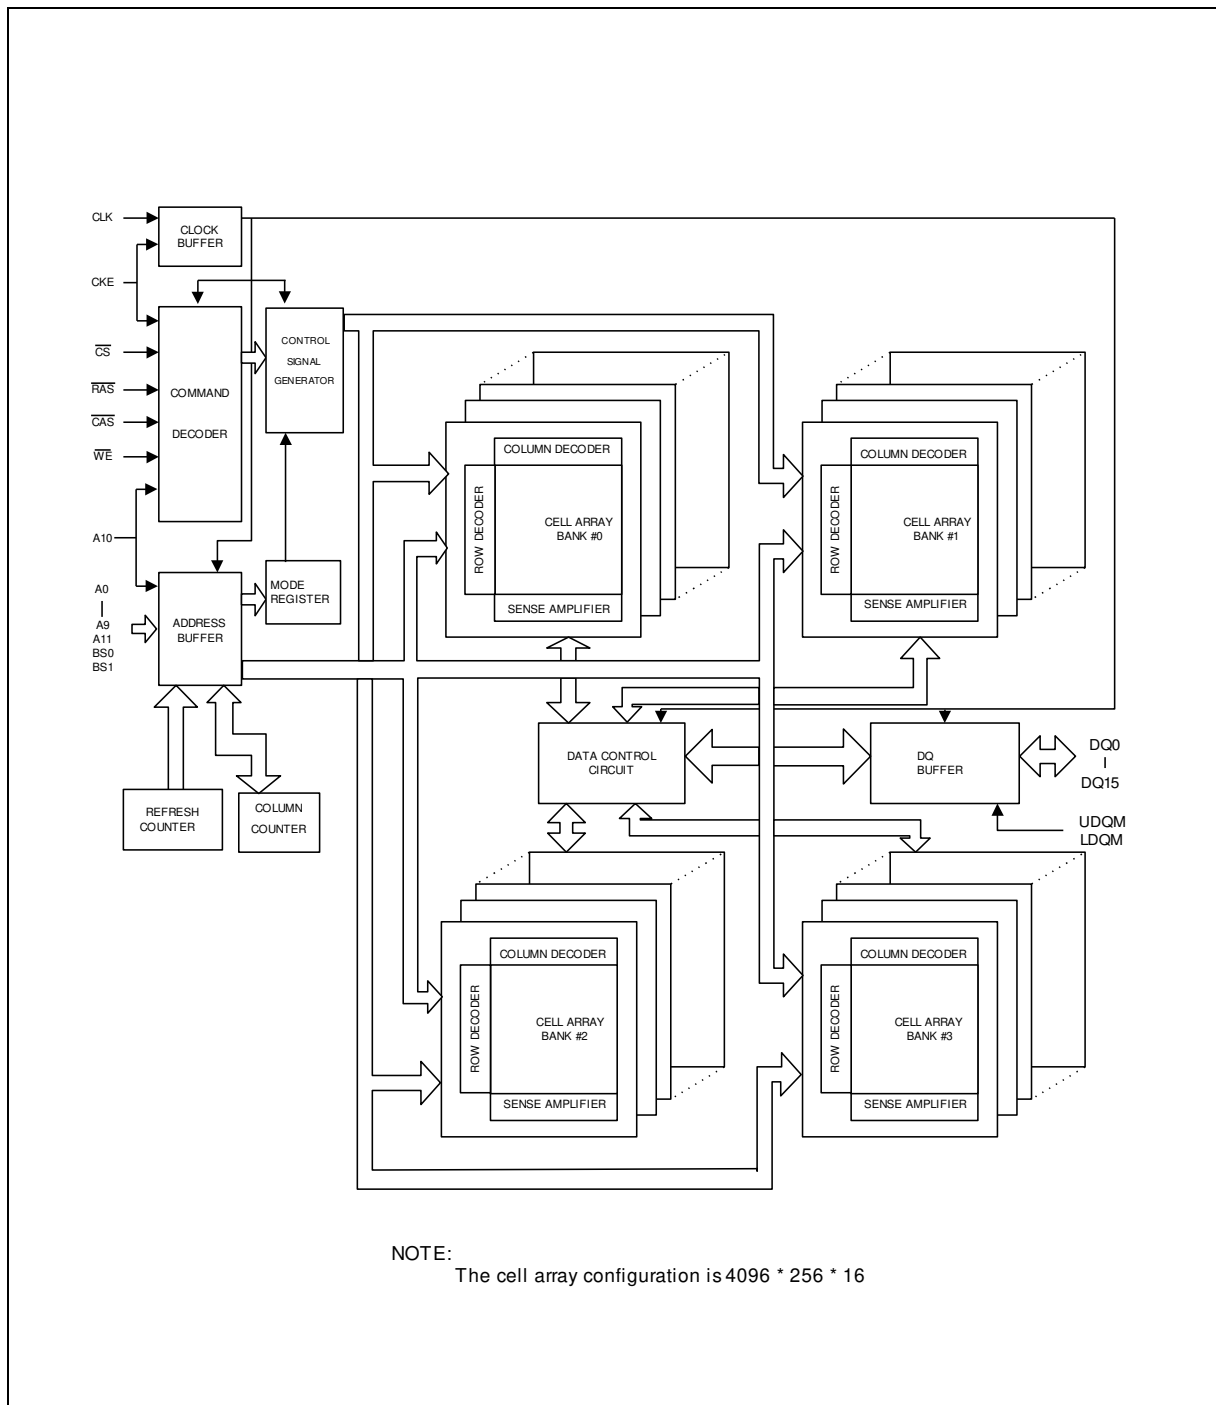 CLK
CLOCK
BUFFER
CKE
CS
RAS
CAS
WE
COMMAND
DECODER
CONTROL
SIGNAL
GENERATOR
A10
A0
A9
A11
BS0
BS1
ADDRESS
BUFFER
MODE
REGISTER
REFRESH
COUNTER
COLUMN
COUNTER
COLUMN DECODER
ROW DECODER
CELL ARRAY
BANK #0
SENSE AMPLIFIER
COLUMN DECODER
ROW DECODER
CELL ARRAY
BANK #1
SENSE AMPLIFIER
DATA CONTROL
CIRCUIT
DQ
BUFFER
DQ0
DQ15
UDQM
LDQM
COLUMN DECODER
ROW DECODER
CELL ARRAY
BANK #2
SENSE AMPLIFIER
COLUMN DECODER
ROW DECODER
CELL ARRAY
BANK #3
SENSE AMPLIFIER
NOTE:
The cell array configuration is 4096 * 256 * 16